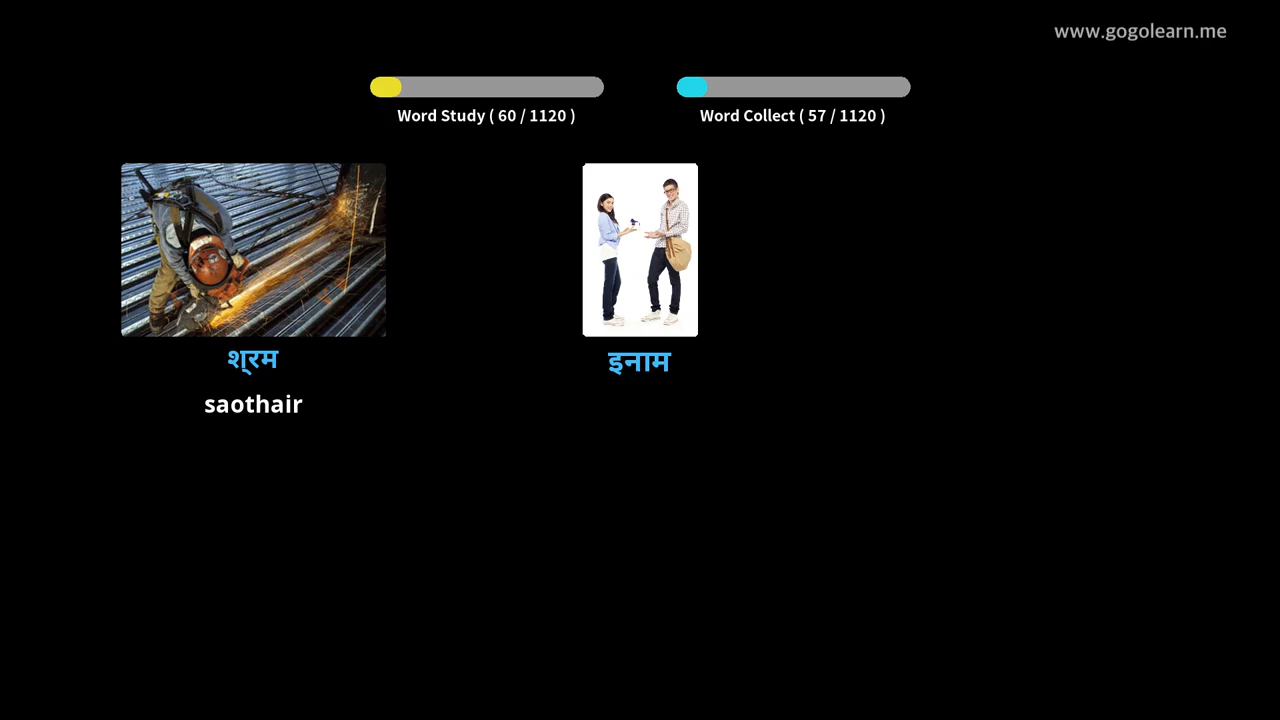 www.gogolearn.me
Word Study ( 60 / 1120 )
Word Collect ( 57 / 1120 )
श्रम
इनाम
saothair